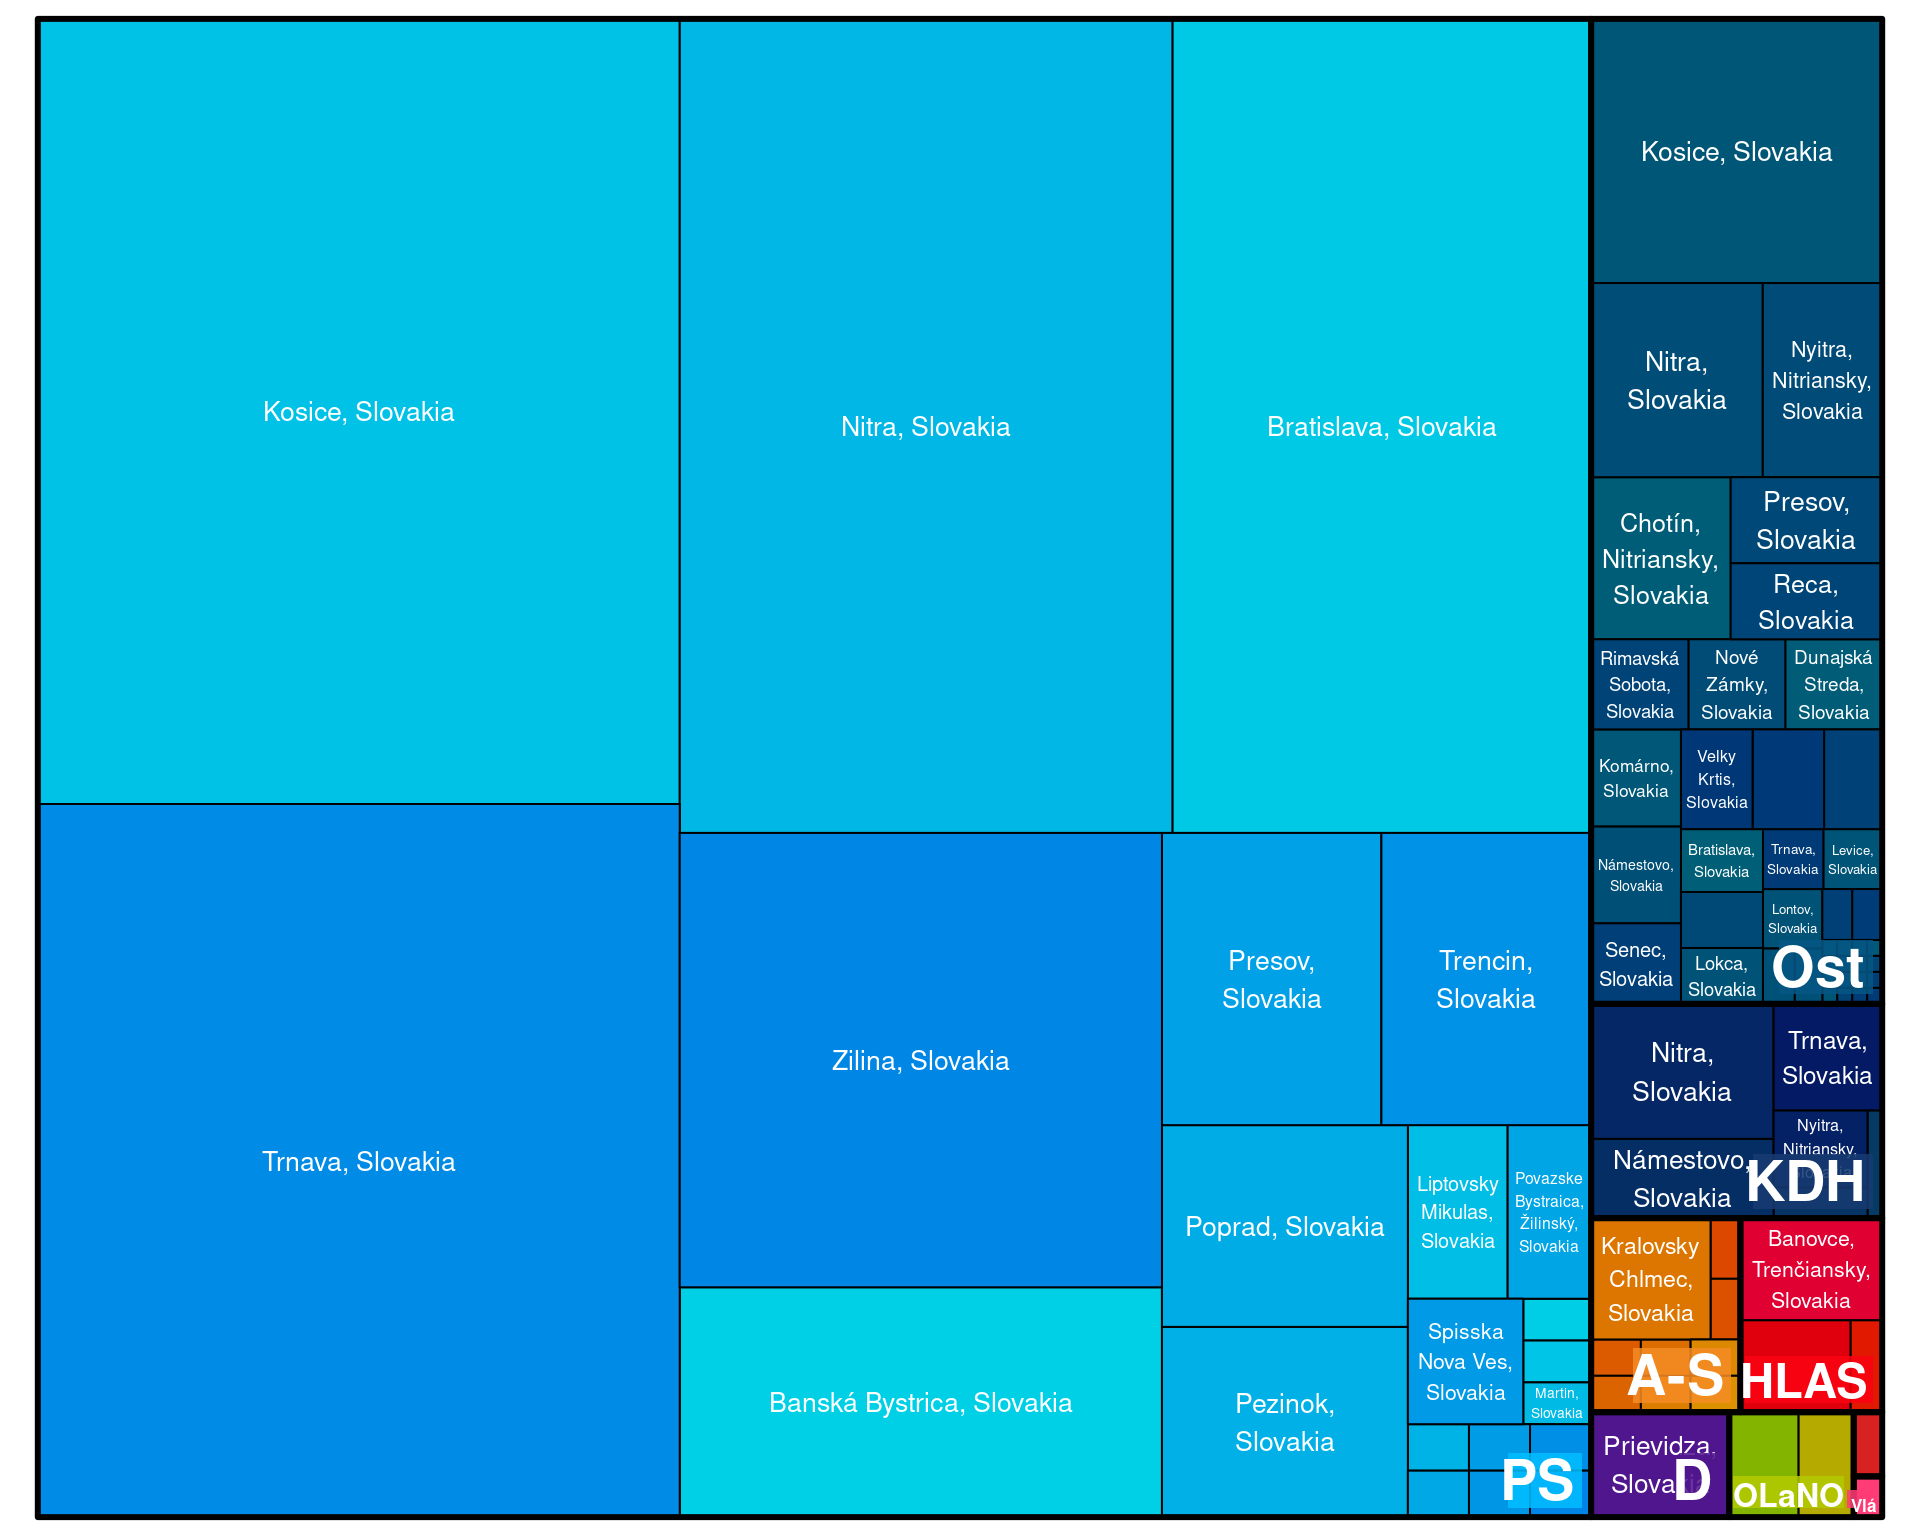 Kosice, Slovakia
Trnava, Slovakia
Nitra, Slovakia
Bratislava, Slovakia
Zilina, Slovakia
Banská Bystrica, Slovakia
Presov,
Slovakia
Trencin,
Slovakia
Poprad, Slovakia
Pezinok,
Slovakia
Liptovsky
Mikulas,
Slovakia
Povazske
Bystraica,
Žilinský,
Slovakia
Spisska
Nova Ves,
Slovakia
Martin,
Slovakia
PS
Kosice, Slovakia
Nitra,
Slovakia
Nyitra,
Nitriansky,
Slovakia
Chotín,
Nitriansky,
Slovakia
Presov,
Slovakia
Reca,
Slovakia
Rimavská
Sobota,
Slovakia
Nové
Zámky,
Slovakia
Dunajská
Streda,
Slovakia
Komárno,
Slovakia
Velky
Krtis,
Slovakia
Námestovo,
Slovakia
Bratislava,
Slovakia
Trnava,
Slovakia
Levice,
Slovakia
Lontov,
Slovakia
Senec,
Slovakia
Lokca,
Slovakia
Ost
Nitra,
Slovakia
Trnava,
Slovakia
Nyitra,
Nitriansky,
Námestovo,
Slovakia
KDH
Kralovsky
Chlmec,
Slovakia
A-S
Banovce,
Trenčiansky,
Slovakia
HLAS
Prievidza,
Slovakia
D
OLaNO
Vlá